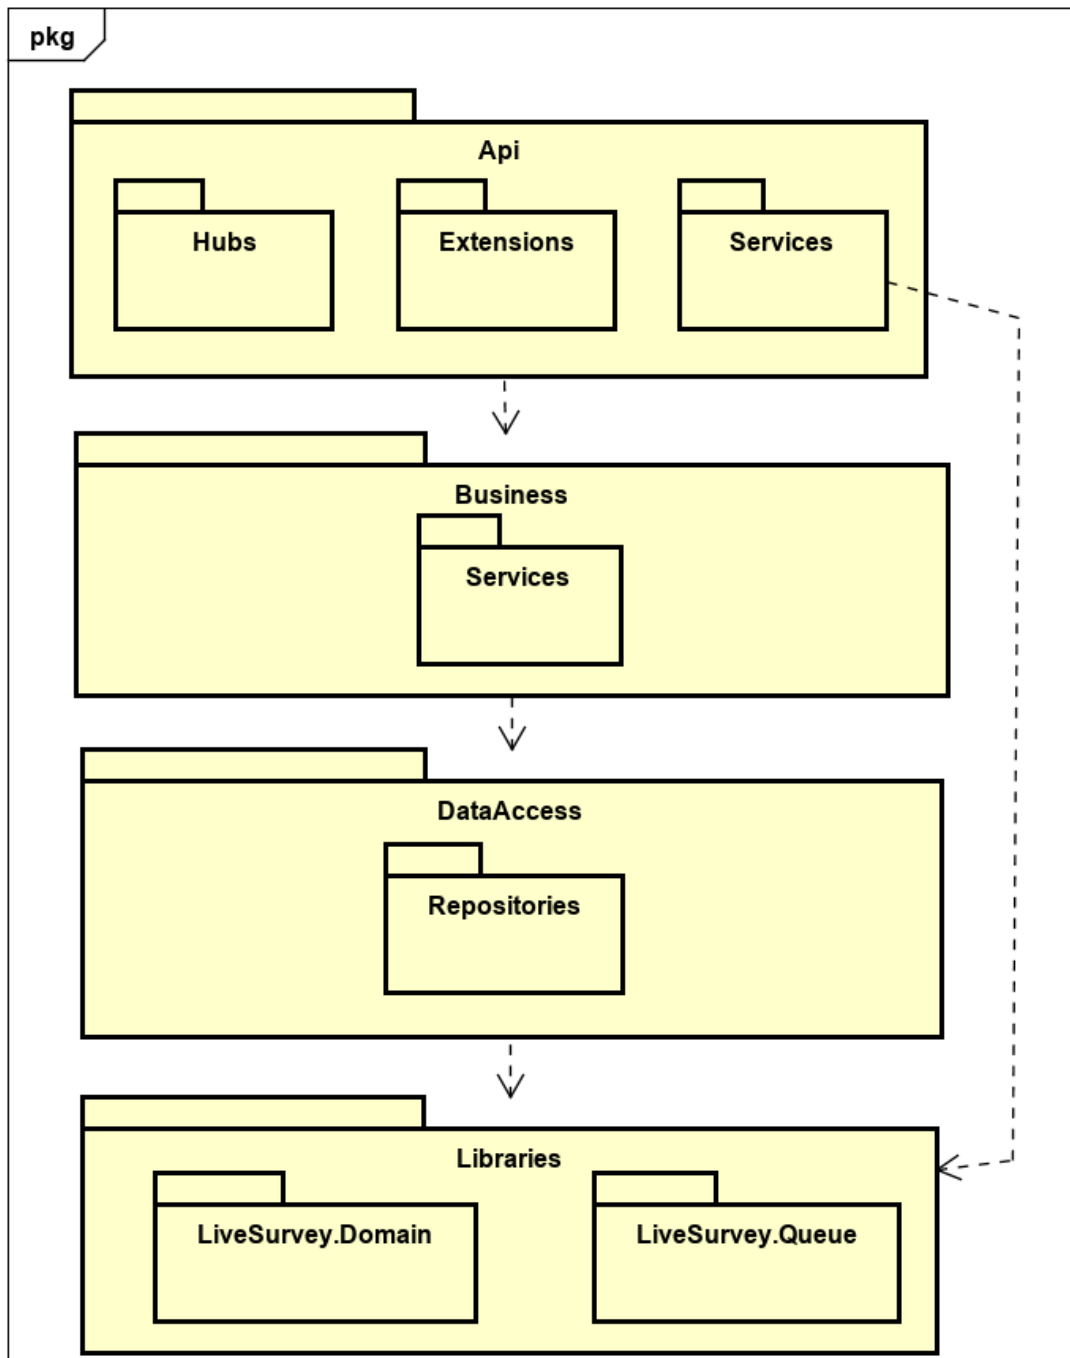 pkg
Api
Hubs
Extensions
Services
Business
Services
DataAccess
Repositories
Libraries
LiveSurvey.Domain
LiveSurvey.Queue